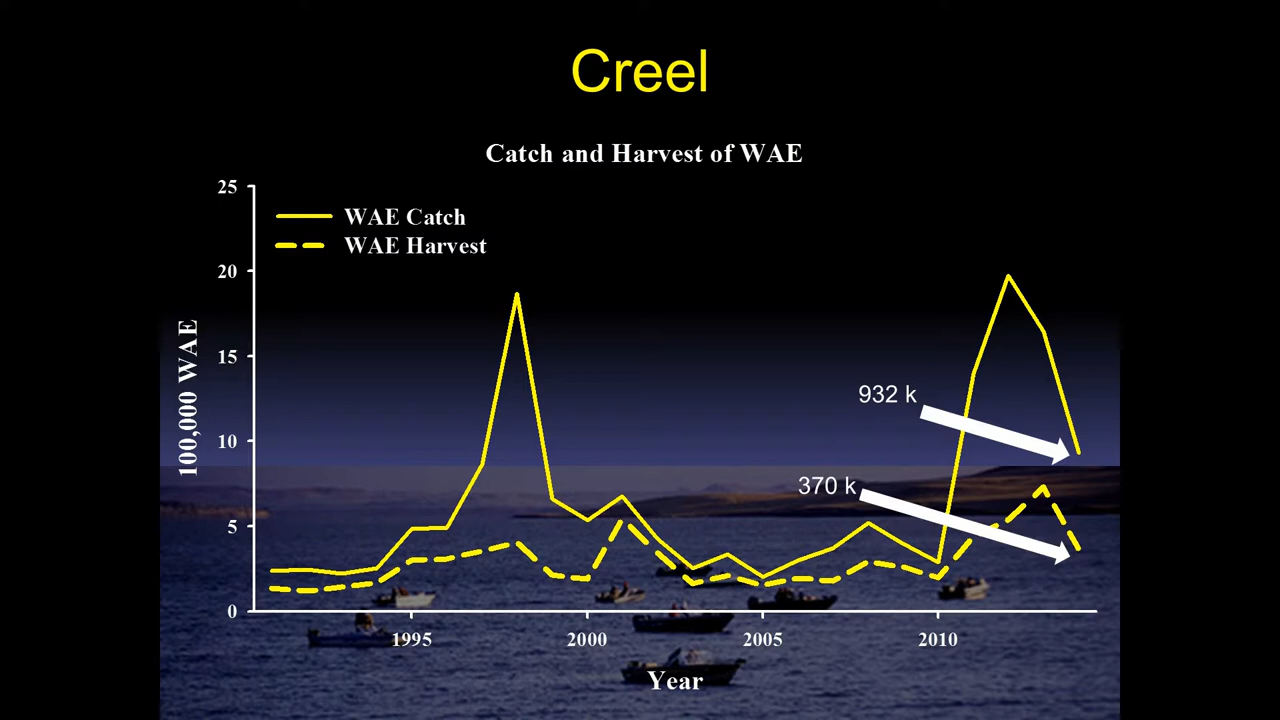 Creel
Catch and Harvest of WAE
25
WAE Catch
WAE Harvest
20
15
10
5
0
100,000 WAE
932 k
370 k
1995
2000
2005
2010
Year